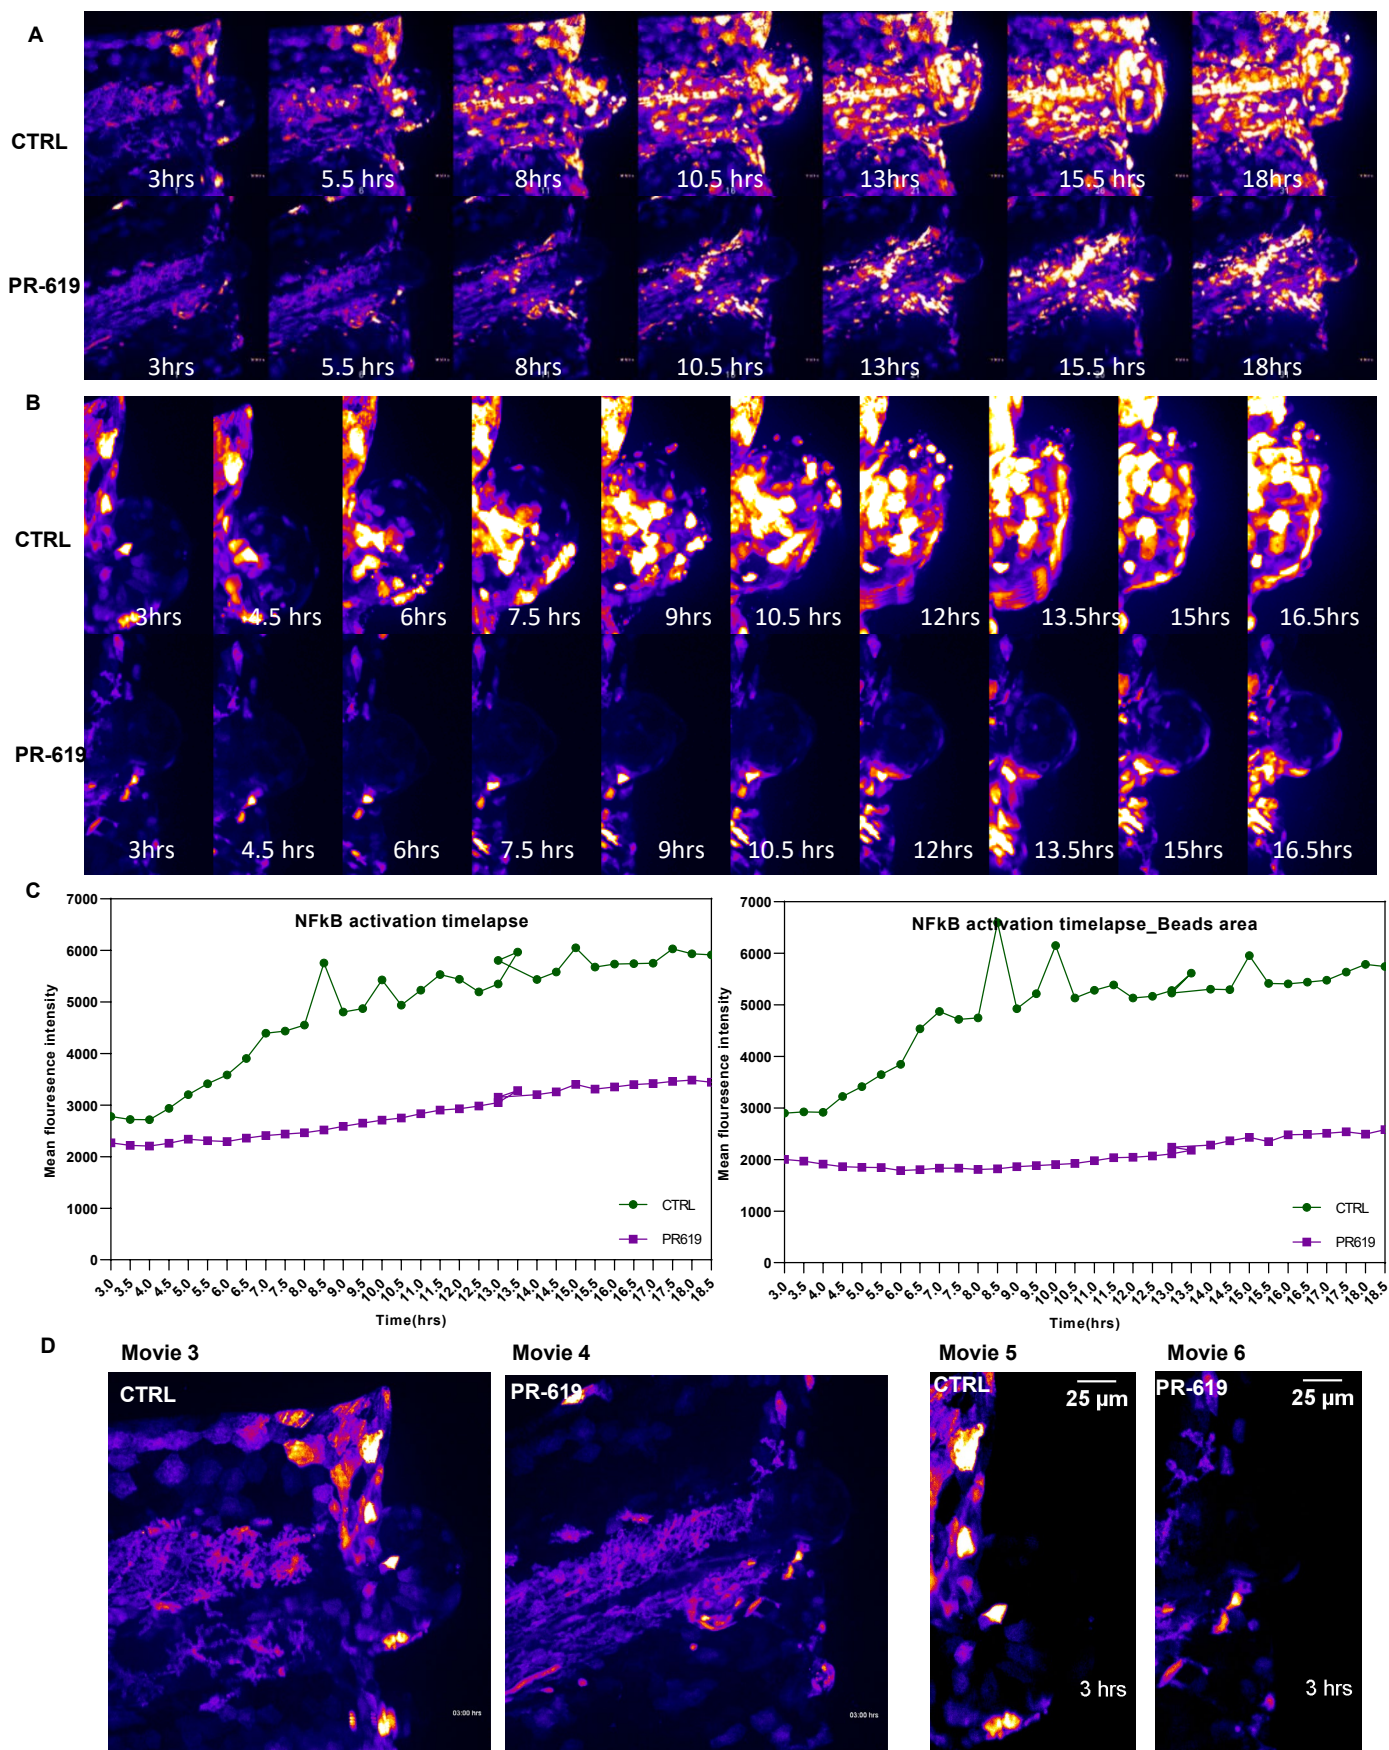 A
CTRL
3hrs
5.5 hrs
8hrs
10.5 hrs
13hrs
15.5 hrs
18hrs
PR-619
3hrs
5.5 hrs
8hrs
10.5 hrs
13hrs
15.5 hrs
18hrs
B
CTRL
3hrs
4.5 hrs
6hrs
7.5 hrs
9hrs
10.5 hrs
12hrs
13.5hrs
15hrs
16.5hrs
PR-619
3hrs
4.5 hrs
6hrs
7.5 hrs
9hrs
10.5 hrs
12hrs
13.5hrs
15hrs
16.5hrs
C
NFkB activation timelapse
Mean flouresence intensity
7000
6000
5000
4000
3000
2000
1000
0
CTRL
PR619
3.0 3.5 4.0 4.5 5.0 5.5 6.0 6.5 7.0 7.5 8.0 8.5 9.0 9.5 10.0 10.5 11.0 11.5 12.0 12.5 13.0 13.5 14.0 14.5 15.0 15.5 16.0 16.5 17.0 17.5 18.0 18.5
Time(hrs)
NFkB activation timelapse_Beads area
Mean flouresence intensity
7000
6000
5000
4000
3000
2000
1000
0
CTRL
PR619
3.0 3.5 4.0 4.5 5.0 5.5 6.0 6.5 7.0 7.5 8.0 8.5 9.0 9.5 10.0 10.5 11.0 11.5 12.0 12.5 13.0 13.5 14.0 14.5 15.0 15.5 16.0 16.5 17.0 17.5 18.0 18.5
Time(hrs)
D
Movie 3
CTRL
03:00 hrs
Movie 4
PR-619
03:00 hrs
Movie 5
CTRL
25 µm
3 hrs
Movie 6
PR-619
25 µm
3 hrs